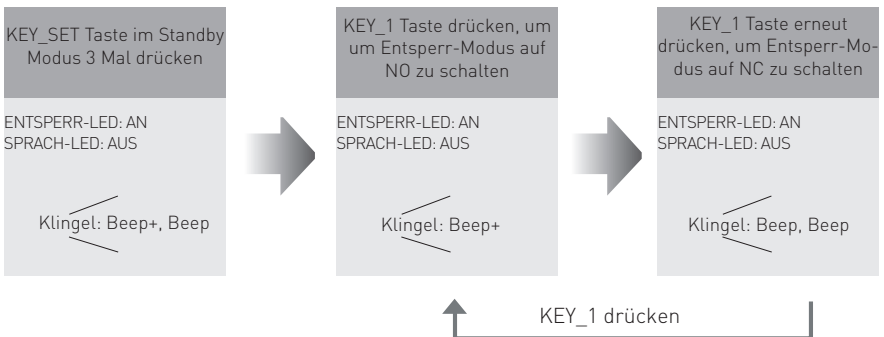 KEY_SET Taste im Standby
Modus 3 Mal drücken
ENTSPERR-LED: AN
SPRACH-LED: AUS
Klingel: Beep+, Beep
KEY_1 Taste drücken, um
um Entsperr-Modus auf
NO zu schalten
ENTSPERR-LED: AN
SPRACH-LED: AUS
Klingel: Beep+
KEY_1 Taste erneut
drücken, um Entsperr-Mo-
dus auf NC zu schalten
ENTSPERR-LED: AN
SPRACH-LED: AUS
Klingel: Beep, Beep
KEY_1 drücken